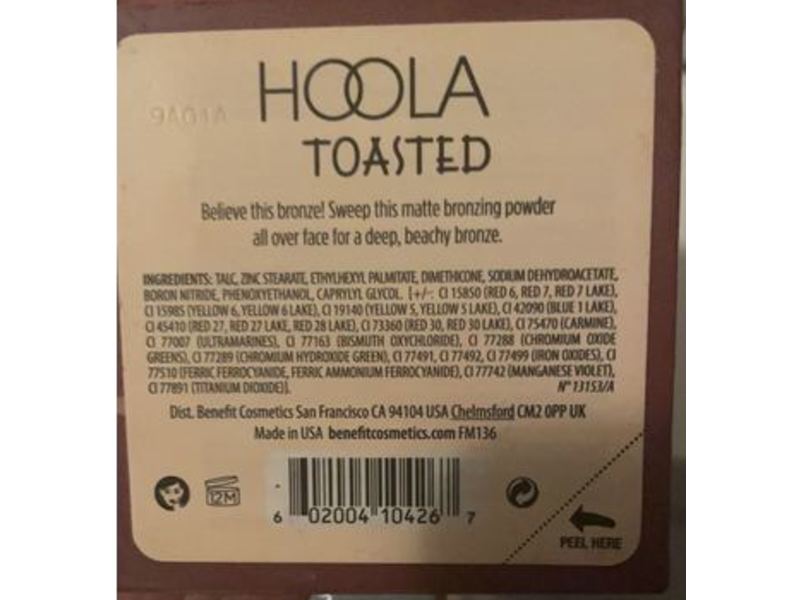 HOOLA
TOASTED
Believe this bronze! Sweep this matte bronzing powder
all over face for a deep, beachy bronze.
INGREDIENTS: TALC, ZINC STEARATE, ETHYLHEXYL PALMITATE, DIMETHICONE, SODIUM DEHYDROACETATE,
BORON NITRIDE, PHENOXYETHANOL, CAPRYLYL GLYCOL. [+/-: CI 15850 (RED 6, RED 7, RED 7 LAKE),
CI 15985 (YELLOW 6, YELLOW 6 LAKE), CI 19140 (YELLOW 5, YELLOW 5 LAKE), CI 42090 (BLUE 1 LAKE),
CI 45410 (RED 27, RED 27 LAKE, RED 28 LAKE), CI 73360 (RED 30, RED 30 LAKE), CI 75470 (CARMINE),
CI 77007 (ULTRAMARINES), CI 77163 (BISMUTH OXYCHLORIDE), CI 77288 (CHROMIUM OXIDE
GREENS), CI 77289 (CHROMIUM HYDROXIDE GREEN), CI 77491, CI 77492, CI 77499 (IRON OXIDES), CI
77510 (FERRIC FERROCYANIDE, FERRIC AMMONIUM FERROCYANIDE), CI 77742 (MANGANESE VIOLET),
CI 77891 (TITANIUM DIOXIDE)]. N° 13153/A
Dist. Benefit Cosmetics San Francisco CA 94104 USA Chelmsford CM2 0PP UK
Made in USA benefitcosmetics.com FM136
12M
6 02004 10426 7
PEEL HERE